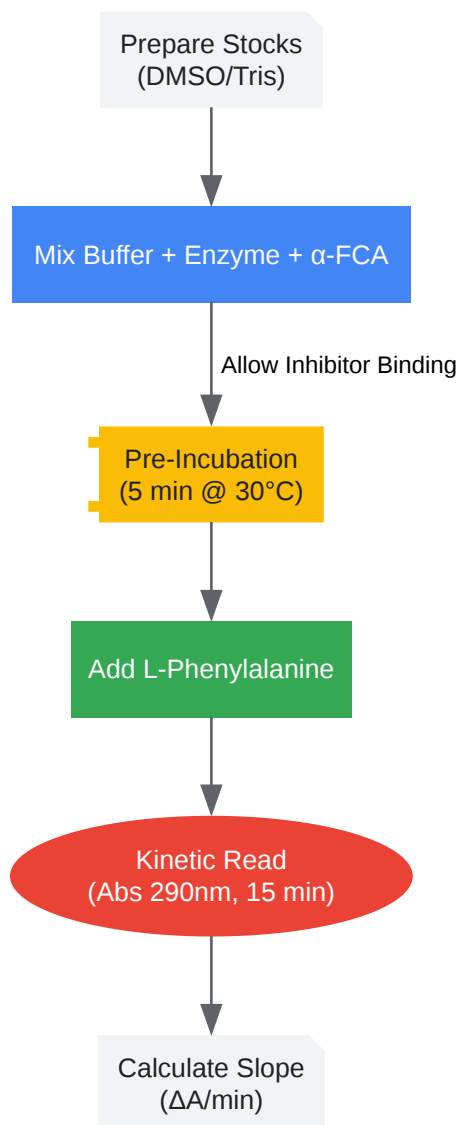 Prepare Stocks
(DMSO/Tris)
Mix Buffer + Enzyme + α-FCA
Allow Inhibitor Binding
Pre-Incubation
(5 min @ 30°C)
Add L-Phenylalanine
Kinetic Read
(Abs 290nm, 15 min)
Calculate Slope
(ΔA/min)